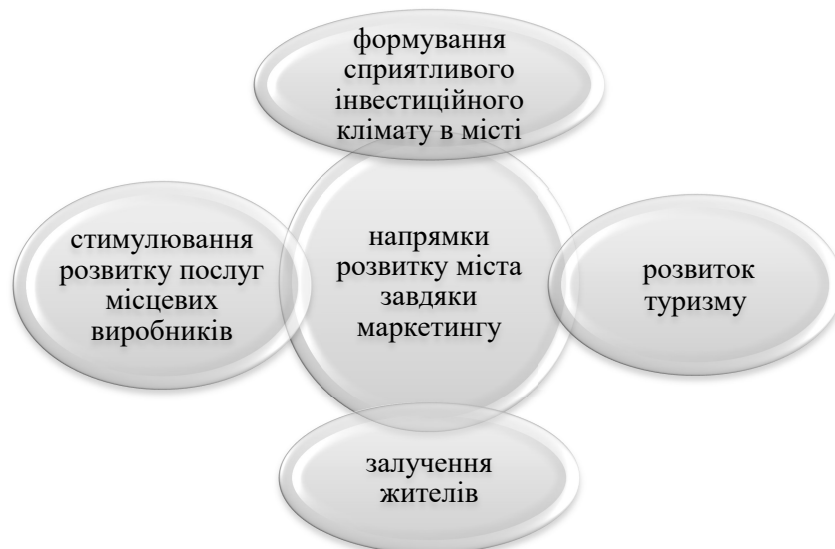 формування
сприятливого
інвестиційного
клімату в місті
стимулювання
розвитку послуг
місцевих
виробників
напрямки
розвитку міста
завдяки
маркетингу
розвиток
туризму
залучення
жителів